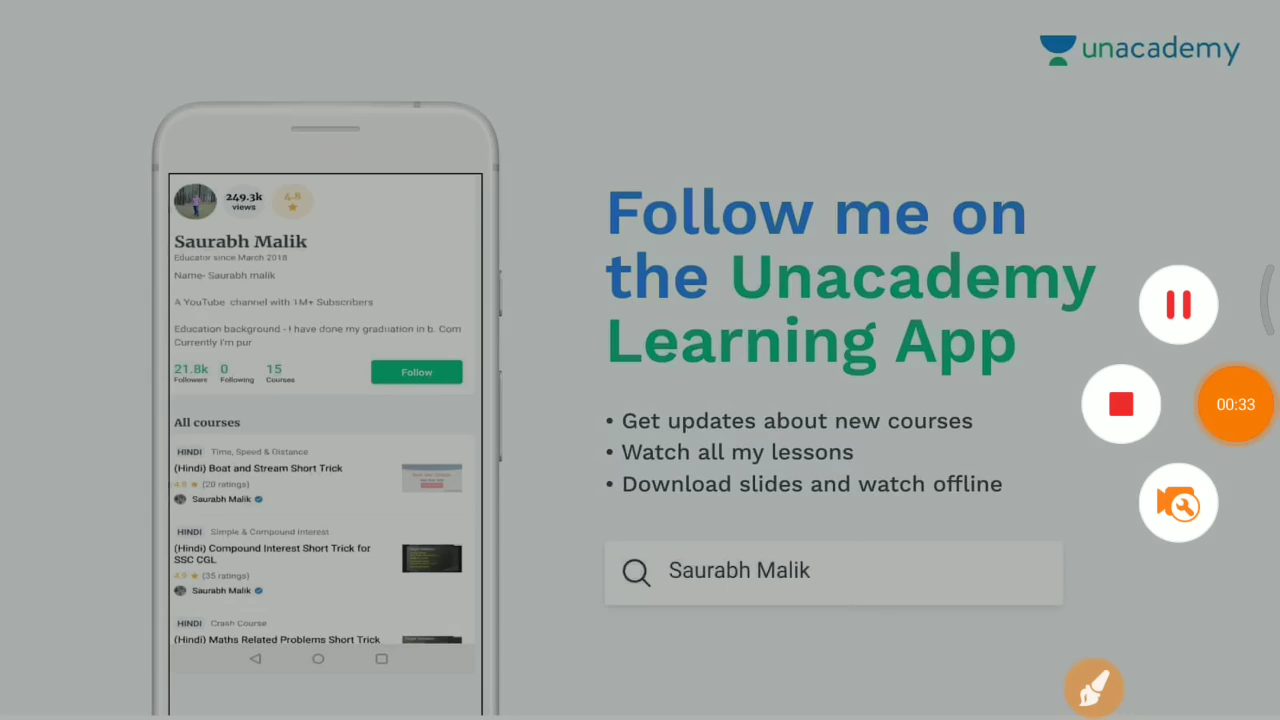 unacademy
249.3k
views
4.8
Saurabh Malik
Educator since March 2018
Name- Saurabh malik
A YouTube channel with 1M+ Subscribers
Education background - I have done my graduation in b. Com
Currently I'm pur
21.8k 0 15
Followers Following Courses
Follow
All courses
HINDI Time, Speed & Distance
(Hindi) Boat and Stream Short Trick
4.8 ★ (20 ratings)
Saurabh Malik
HINDI Simple & Compound Interest
(Hindi) Compound Interest Short Trick for
SSC CGL
4.9 ★ (35 ratings)
Saurabh Malik
HINDI Crash Course
(Hindi) Maths Related Problems Short Trick
Follow me on
the Unacademy
Learning App
• Get updates about new courses
• Watch all my lessons
• Download slides and watch offline
Saurabh Malik
00:33